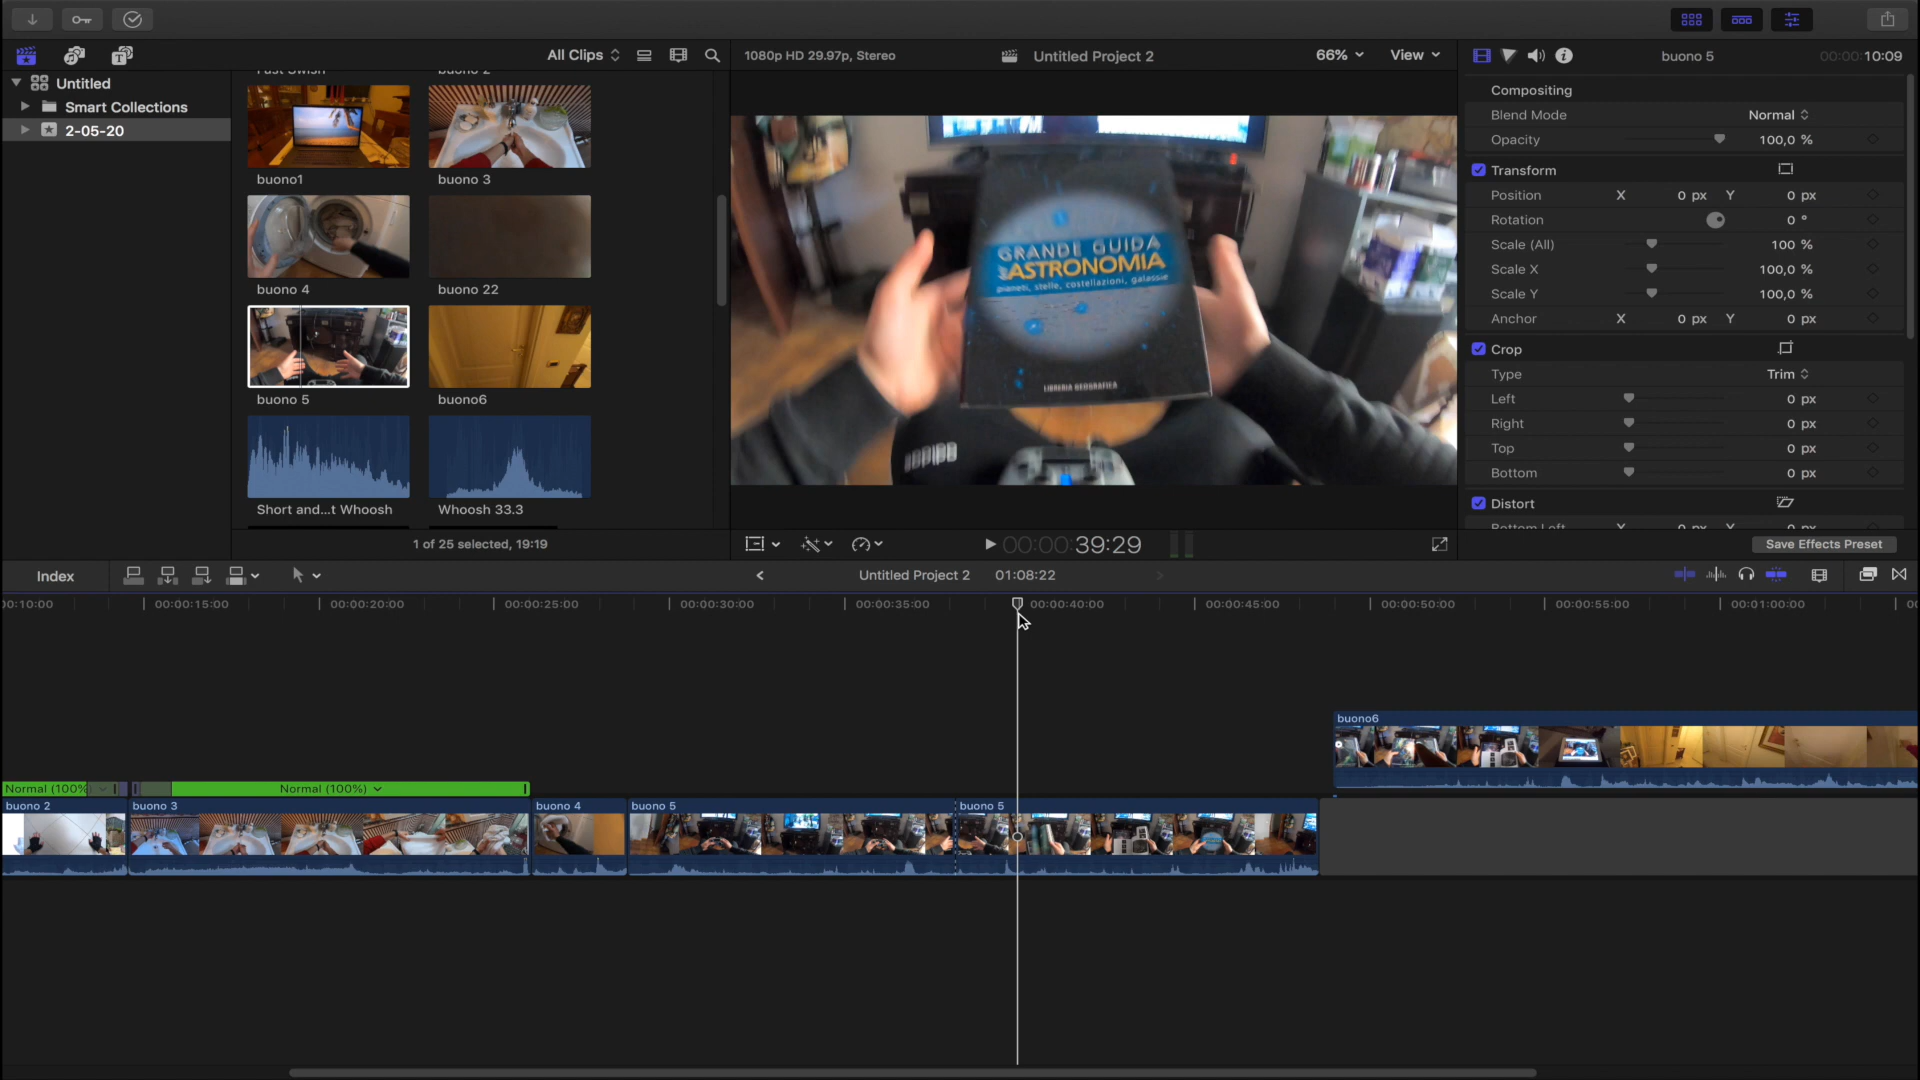 All Clips
1080p HD 29.97p, Stereo
Untitled Project 2
66%
View
buono 5
00:00:10:09
Untitled
Smart Collections
2-05-20
Fast Swish
buono 2
buono1
buono 3
buono 4
buono 22
buono 5
buono6
Short and...t Whoosh
Whoosh 33.3
1 of 25 selected, 19:19
GRANDE GUIDA
ASTRONOMIA
pianeti, stelle, costellazioni, galassie
LIBRERIA GEOGRAFICA
Compositing
Blend Mode
Normal
Opacity
100,0 %
Transform
Position X 0 px Y 0 px
Rotation 0 °
Scale (All) 100 %
Scale X 100,0 %
Scale Y 100,0 %
Anchor X 0 px Y 0 px
Crop
Type Trim
Left 0 px
Right 0 px
Top 0 px
Bottom 0 px
Distort
Bottom Left X 0 px Y 0 px
Save Effects Preset
00:00:39:29
Index
Untitled Project 2
01:08:22
00:10:00
00:00:15:00
00:00:20:00
00:00:25:00
00:00:30:00
00:00:35:00
00:00:40:00
00:00:45:00
00:00:50:00
00:00:55:00
00:01:00:00
buono6
Normal (100%)
Normal (100%)
buono 2
buono 3
buono 4
buono 5
buono 5